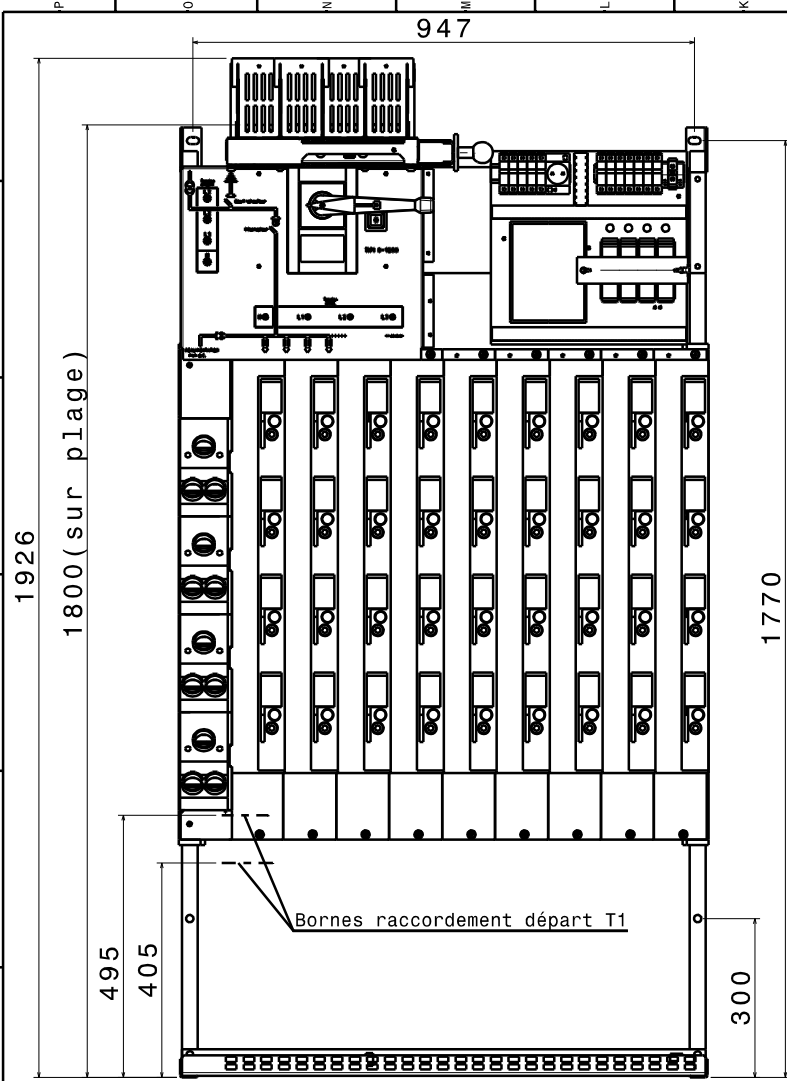 P O N M L K
947
1926
1800(sur plage)
1770
L1 L2 L3
Bornes raccordement départ T1
495
405
300